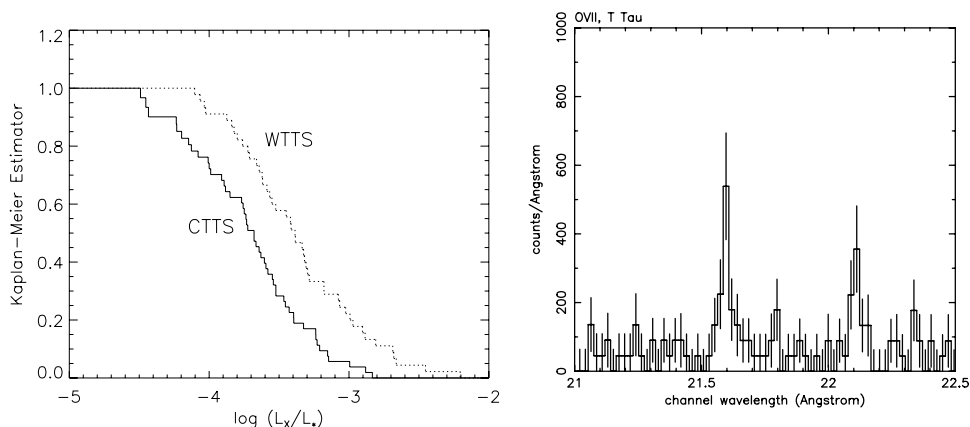 1.2
1.0
0.8
0.6
0.4
0.2
0.0
Kaplan-Meier Estimator
WTTS
CTTS
-5 -4 -3 -2
log (Lx/L*)
OVII, T Tau
1000
800
600
400
200
0
counts/Angstrom
21 21.5 22 22.5
channel wavelength (Angstrom)